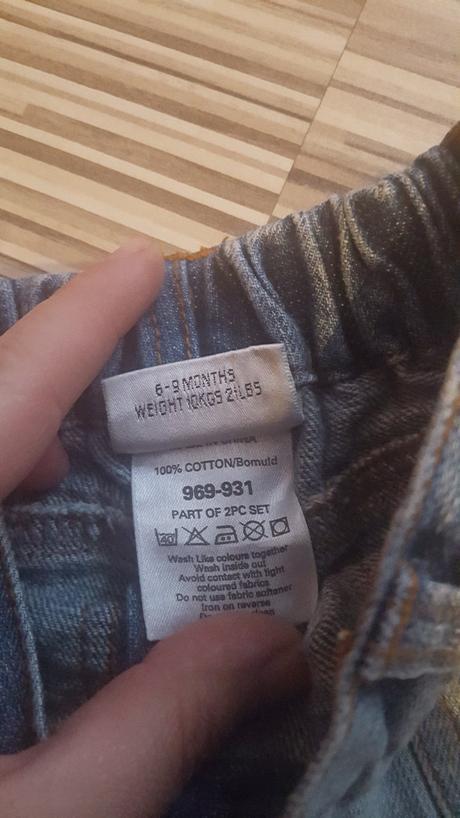 6-9 MONTHS
WEIGHT 10KGS 21LBS
100% COTTON/Bomuld
969-931
PART OF 2PC SET
40
Wash Like colours together
Wash inside out
Avoid contact with light
coloured fabrics
Do not use fabric softener
Iron on reverse